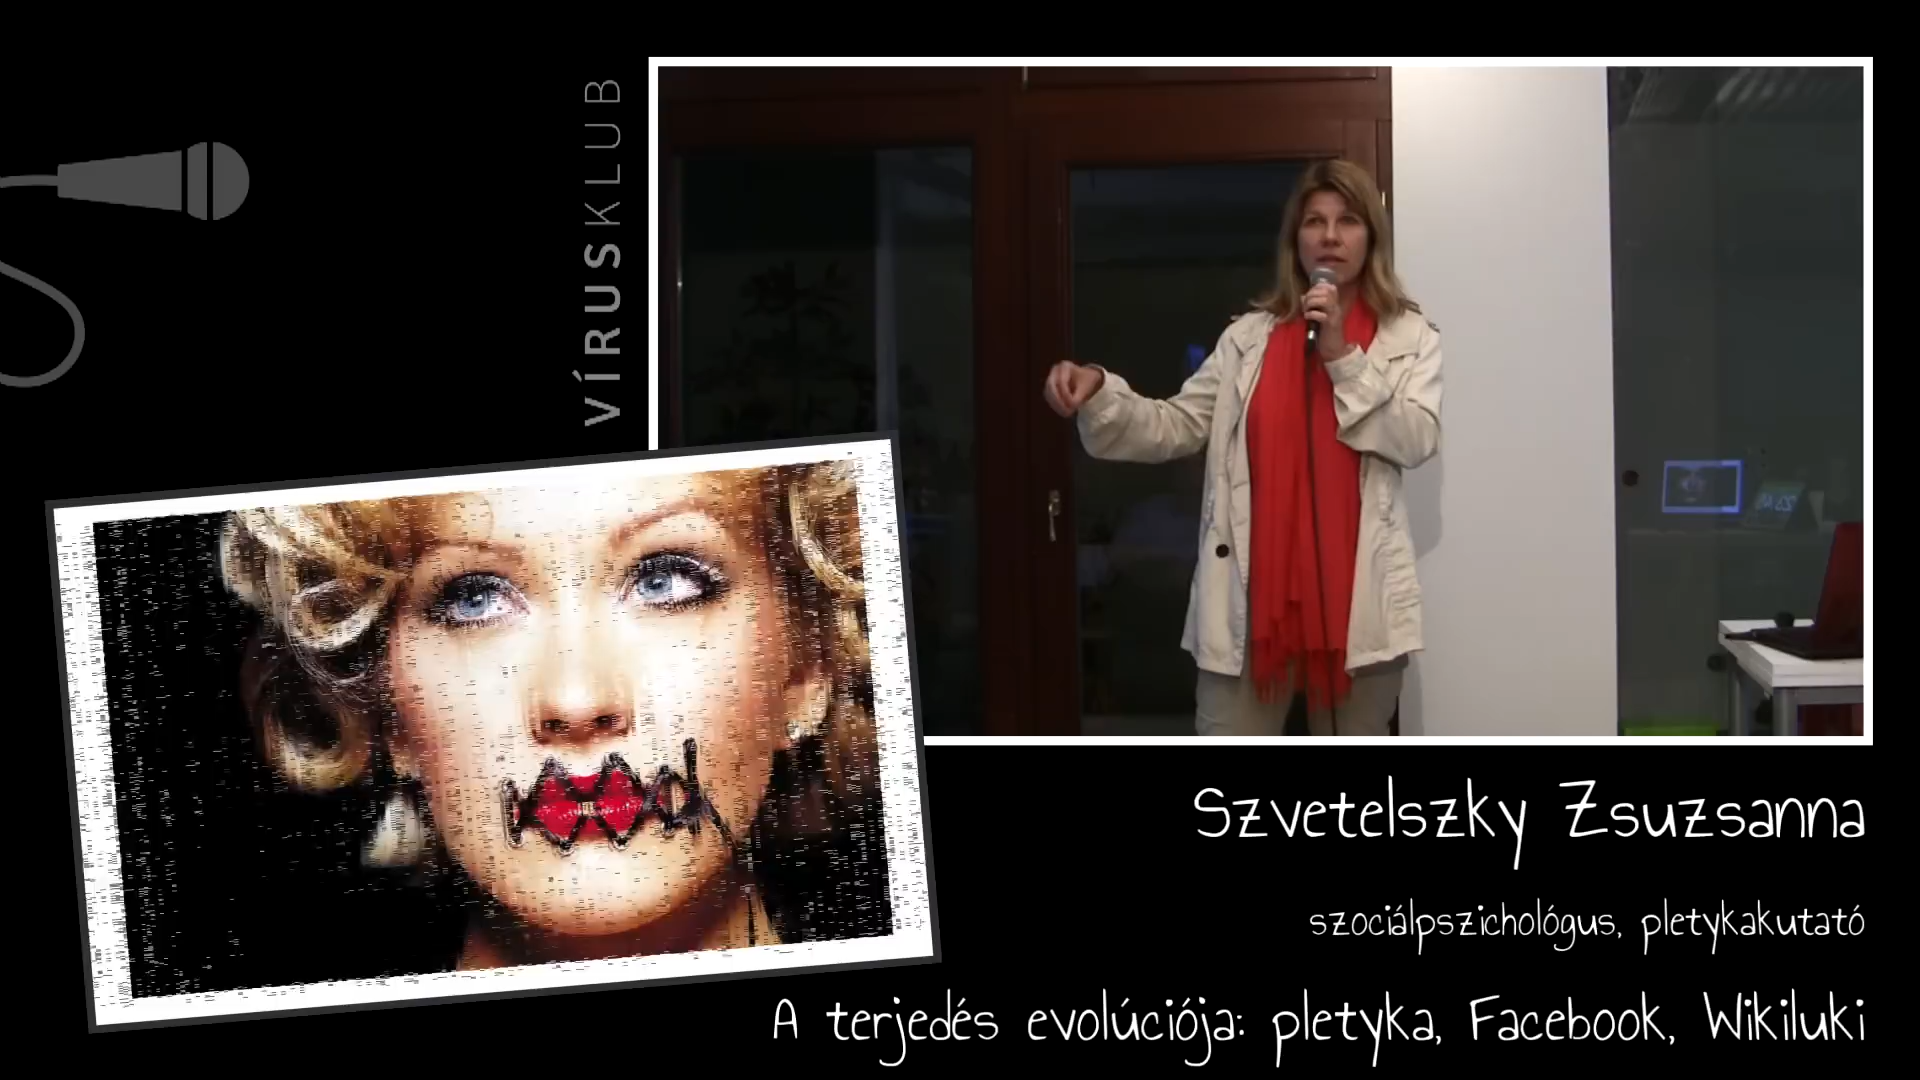 VÍRUSKLUB
Szvetelszky Zsuzsanna
szociálpszichológus, pletykakutató
A terjedés evolúciója: pletyka, Facebook, Wikiluki